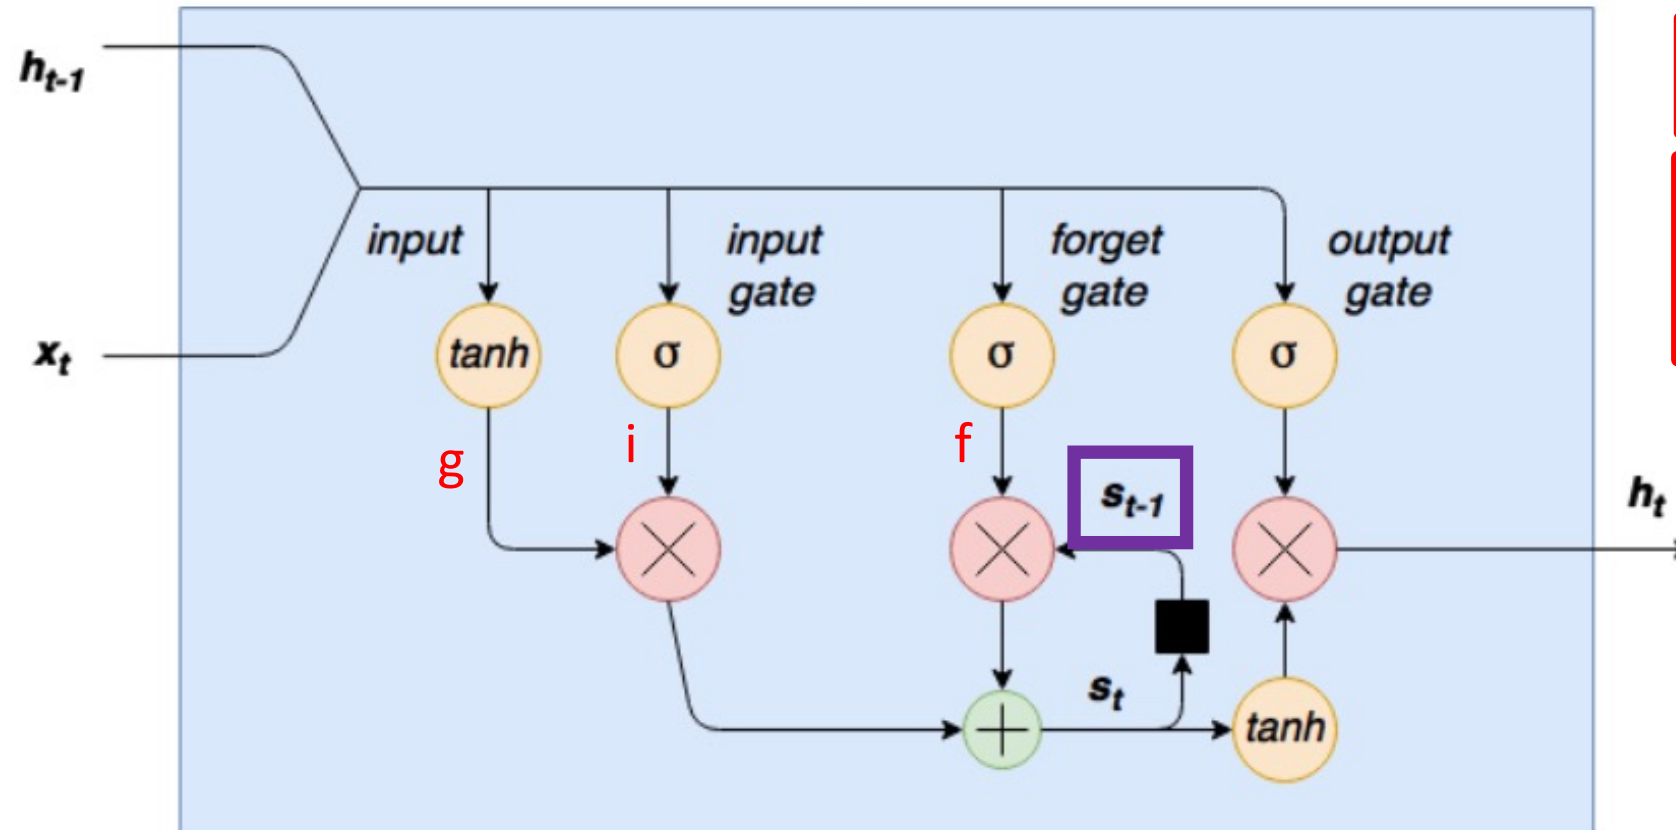 h_{t-1}
input
input
gate
forget
gate
output
gate
x_t
tanh
σ
σ
σ
g
i
f
s_{t-1}
h_t
s_t
tanh